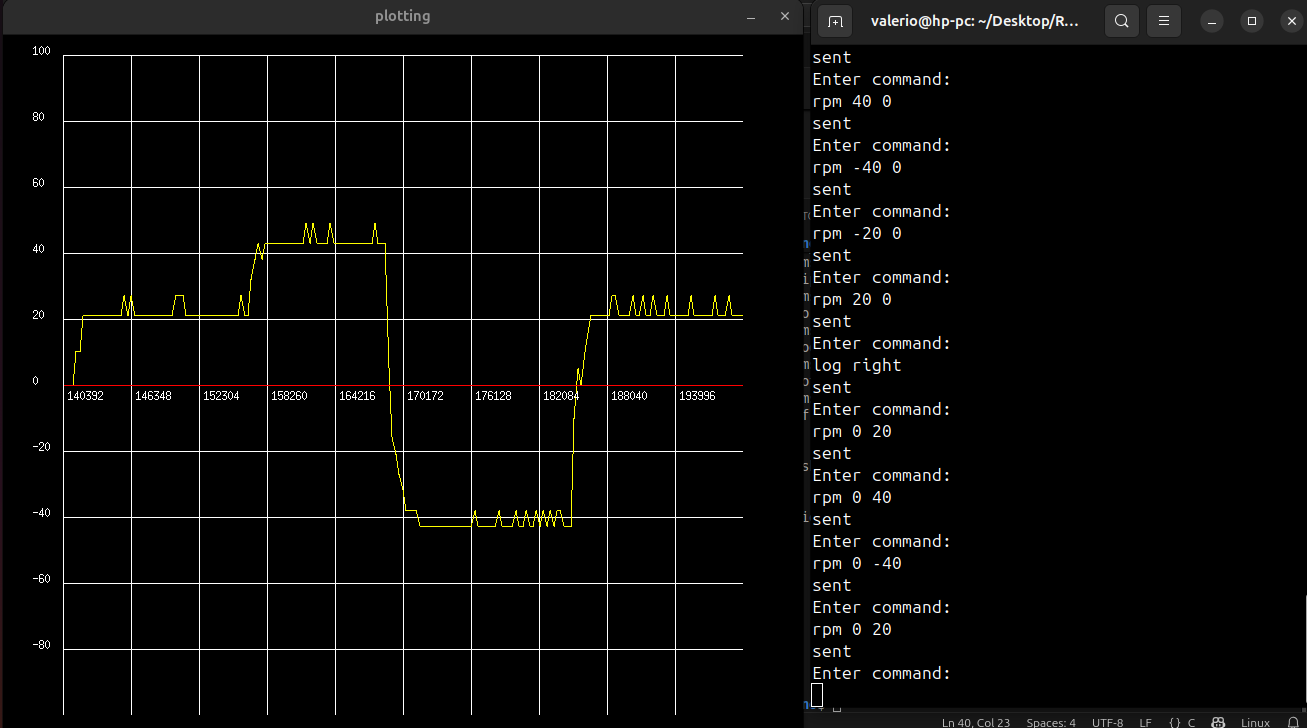 plotting
100
80
60
40
20
0
140392 146348 152304 158260 164216 170172 176128 182084 188040 193996
-20
-40
-60
-80
valerio@hp-pc: ~/Desktop/R...
sent
Enter command:
rpm 40 0
sent
Enter command:
rpm -40 0
sent
Enter command:
rpm -20 0
sent
Enter command:
rpm 20 0
sent
Enter command:
log right
sent
Enter command:
rpm 0 20
sent
Enter command:
rpm 0 40
sent
Enter command:
rpm 0 -40
sent
Enter command:
rpm 0 20
sent
Enter command:
Ln 40, Col 23 Spaces: 4 UTF-8 LF {} C Linux